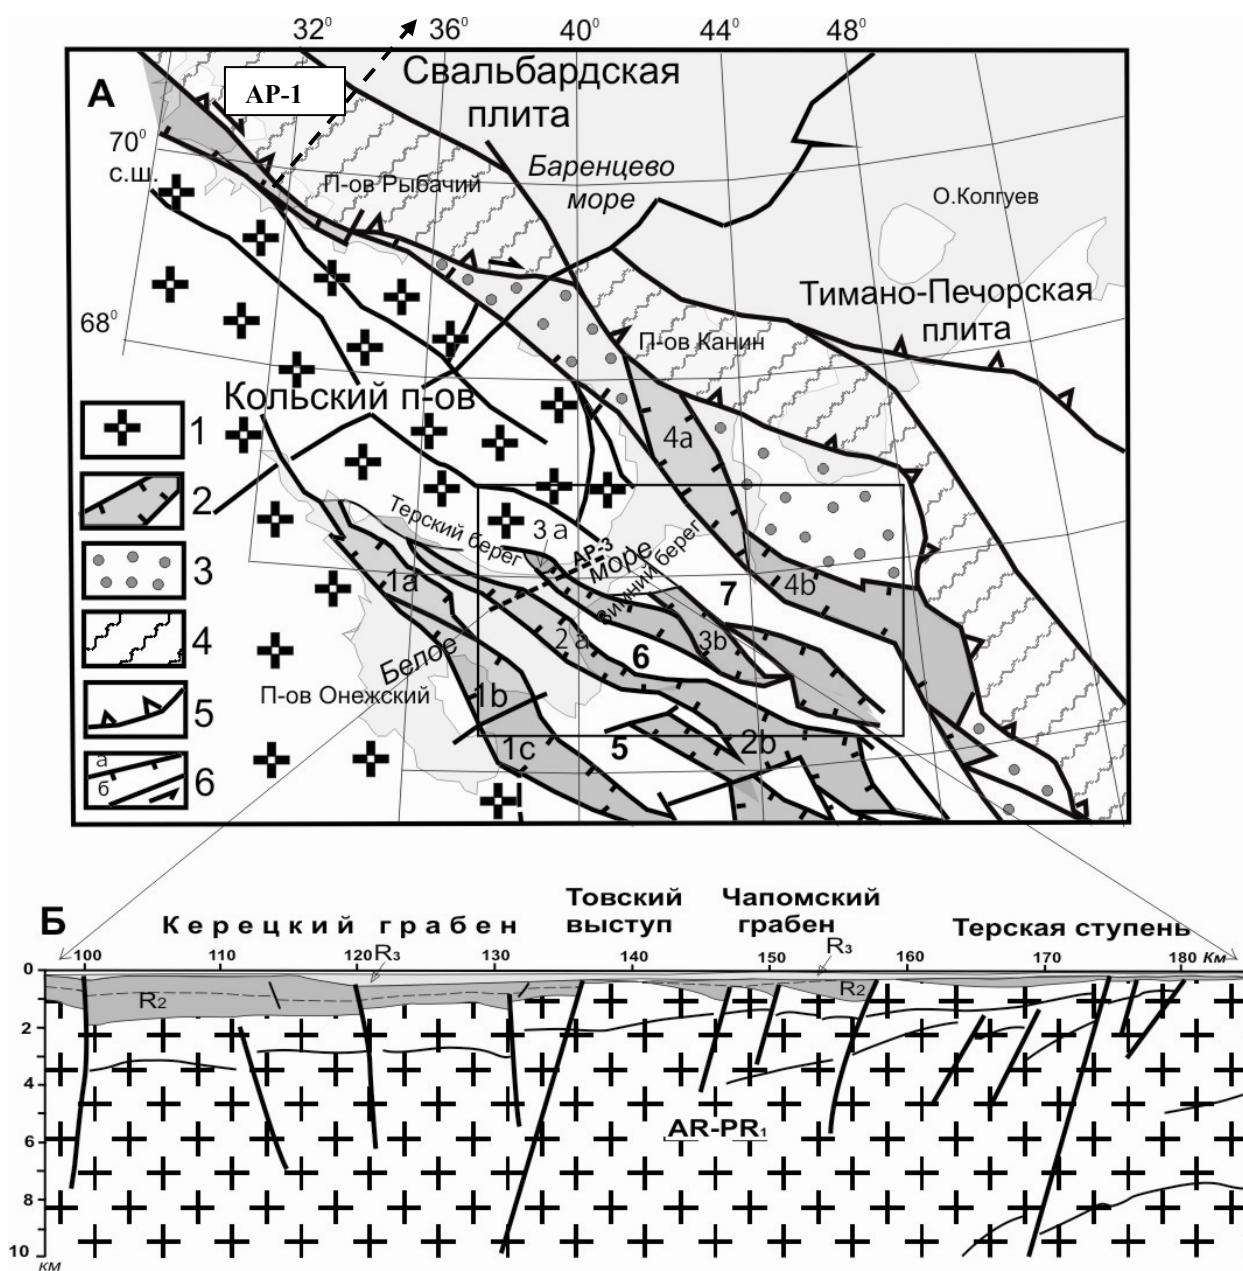 32⁰ 36⁰ 40⁰ 44⁰ 48⁰
А
АР-1
Свальбардская
плита
70⁰
с.ш.
Баренцево
море
П-ов Рыбачий
О.Колгуев
Тимано-Печорская
плита
68⁰
П-ов Канин
Кольский п-ов
1
4а
2
Терский берег
3а
АР-3
море
Зимний берег
3
1а
7
4b
2а
6
3b
4
Белое
П-ов Онежский
1b
5
1с
5
2b
а
б
6
Б
Керецкий грабен
Товский
выступ
Чапомский
грабен
Терская ступень
R₃
R₃
100 110 120 130 140 150 160 170 180 Км
0
R₂
R₂
2
4
AR-PR₁
6
8
10
км